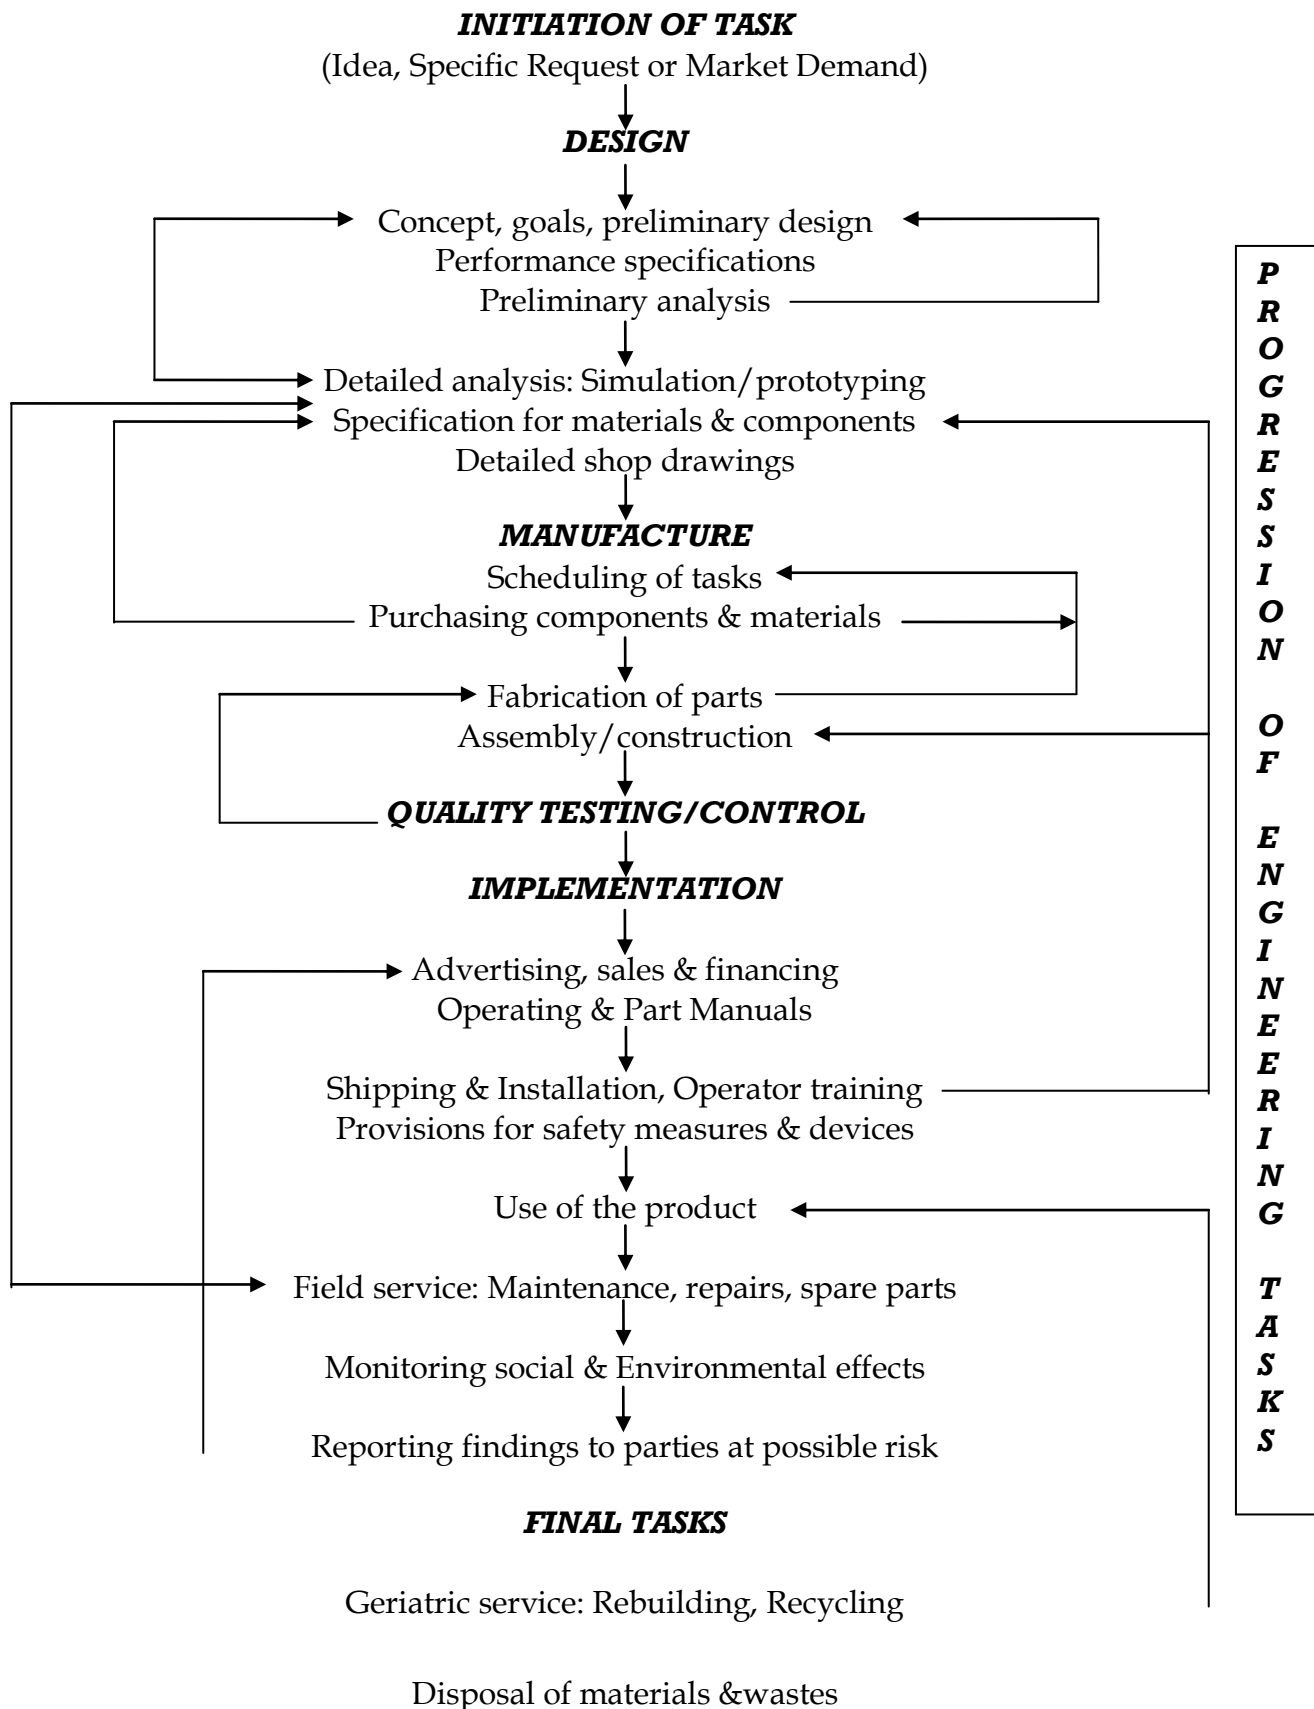 INITIATION OF TASK
(Idea, Specific Request or Market Demand)
DESIGN
Concept, goals, preliminary design
Performance specifications
Preliminary analysis
Detailed analysis: Simulation/prototyping
Specification for materials & components
Detailed shop drawings
MANUFACTURE
Scheduling of tasks
Purchasing components & materials
Fabrication of parts
Assembly/construction
QUALITY TESTING/CONTROL
IMPLEMENTATION
Advertising, sales & financing
Operating & Part Manuals
Shipping & Installation, Operator training
Provisions for safety measures & devices
Use of the product
Field service: Maintenance, repairs, spare parts
Monitoring social & Environmental effects
Reporting findings to parties at possible risk
FINAL TASKS
Geriatric service: Rebuilding, Recycling
Disposal of materials &wastes
PROGRESSION OF ENGINEERING TASKS